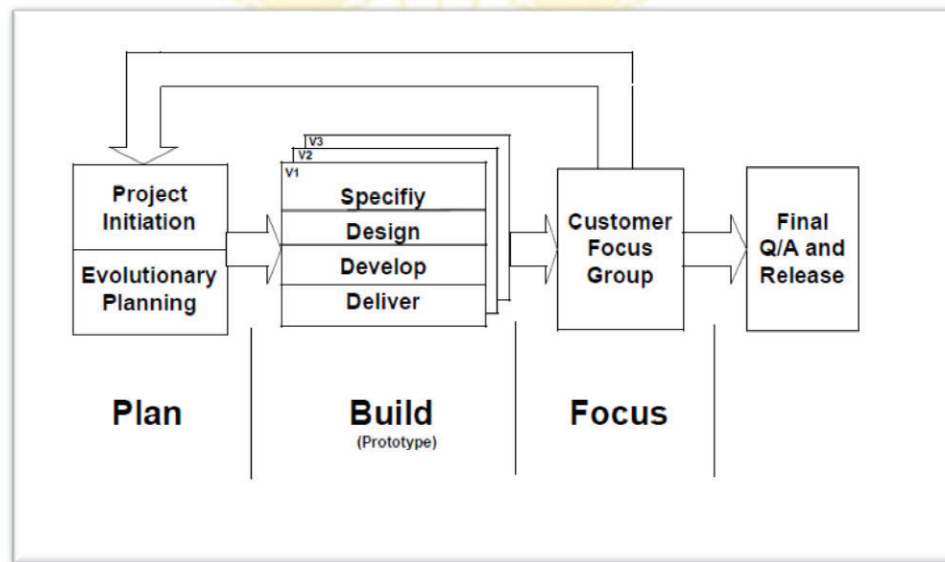 V3
V2
V1
Project
Initiation
Evolutionary
Planning
Specifiy
Design
Develop
Deliver
Customer
Focus
Group
Final
Q/A and
Release
Plan
Build
(Prototype)
Focus